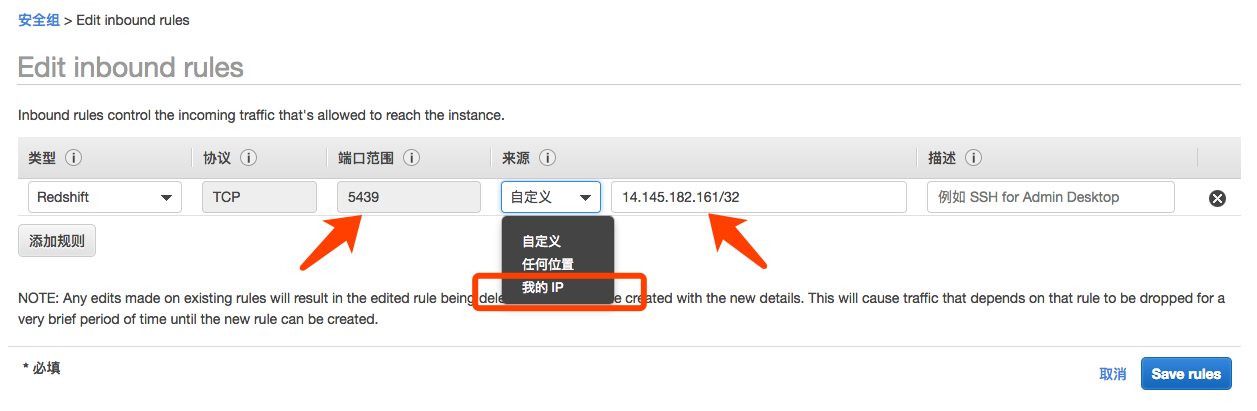 安全组 > Edit inbound rules
Edit inbound rules
Inbound rules control the incoming traffic that's allowed to reach the instance.
类型 i 协议 i 端口范围 i 来源 i 描述 i
Redshift TCP 5439 自定义 14.145.182.161/32 例如 SSH for Admin Desktop
添加规则
自定义
任何位置
我的 IP
NOTE: Any edits made on existing rules will result in the edited rule being dele e created with the new details. This will cause traffic that depends on that rule to be dropped for a
very brief period of time until the new rule can be created.
* 必填
取消 Save rules